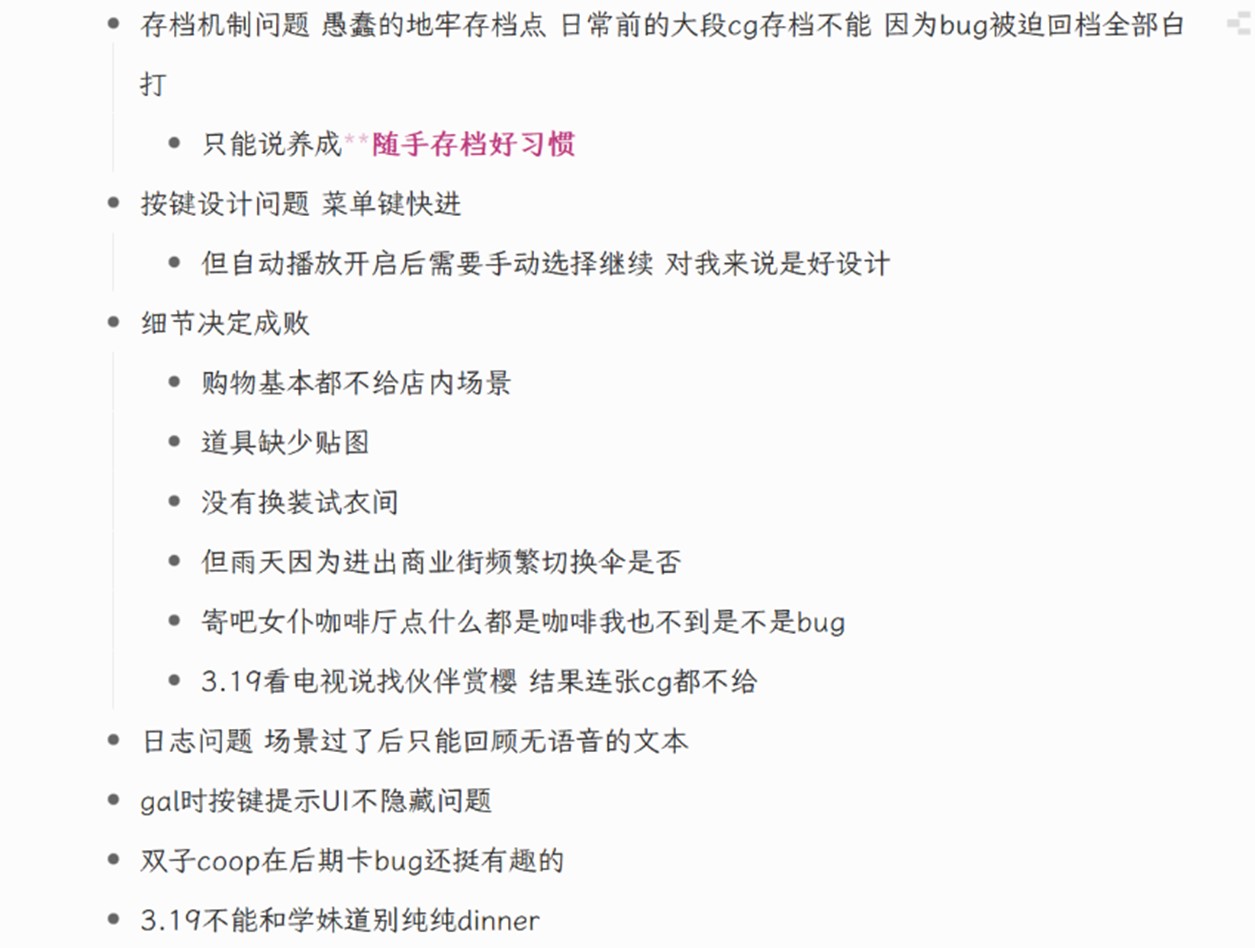 存档机制问题 愚蠢的地牢存档点 日常前的大段cg存档不能 因为bug被迫回档全部白
打
只能说养成**随手存档好习惯
按键设计问题 菜单键快进
但自动播放开启后需要手动选择继续 对我来说是好设计
细节决定成败
购物基本都不给店内场景
道具缺少贴图
没有换装试衣间
但雨天因为进出商业街频繁切换伞是否
寄吧女仆咖啡厅点什么都是咖啡我也不到是不是bug
3.19看电视说找伙伴赏樱 结果连张cg都不给
日志问题 场景过了后只能回顾无语音的文本
gal时按键提示UI不隐藏问题
双子coop在后期卡bug还挺有趣的
3.19不能和学妹道别纯纯dinner